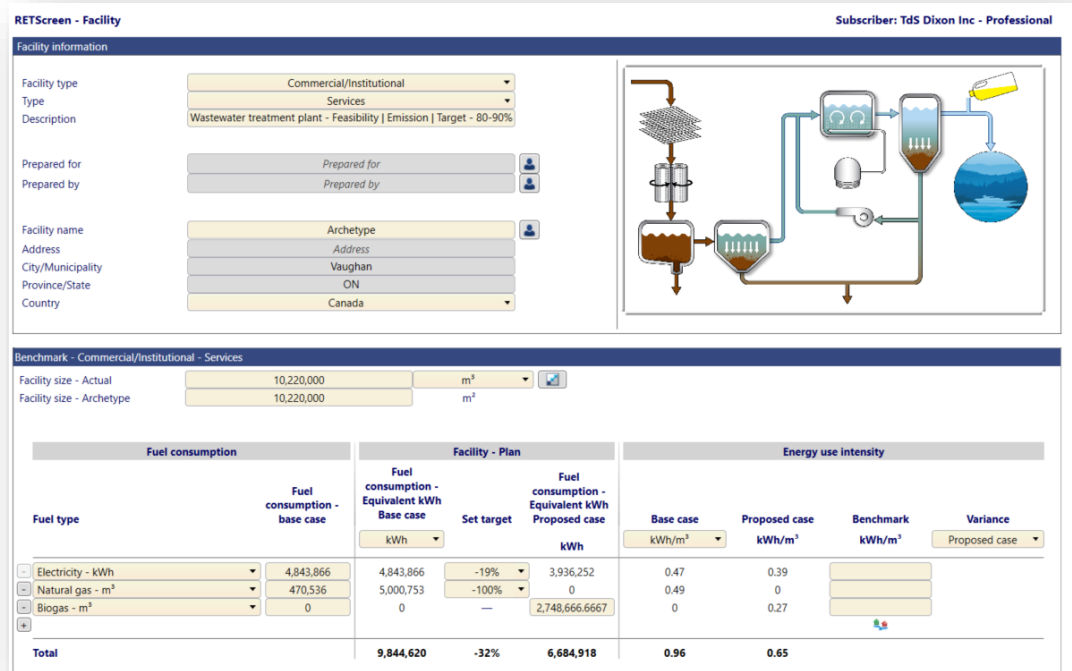 RETScreen - Facility
Subscriber: TdS Dixon Inc - Professional
Facility information
Facility type Commercial/Institutional
Type Services
Description Wastewater treatment plant - Feasibility | Emission | Target - 80-90%
Prepared for Prepared for
Prepared by Prepared by
Facility name Archetype
Address Address
City/Municipality Vaughan
Province/State ON
Country Canada
Benchmark - Commercial/Institutional - Services
Facility size - Actual 10,220,000 m³
Facility size - Archetype 10,220,000 m²
Fuel consumption Facility - Plan Energy use intensity
Fuel type
Fuel
consumption -
base case
Fuel
consumption -
Equivalent kWh
Base case
kWh
Set target
Fuel
consumption -
Equivalent kWh
Proposed case
kWh
Base case
kWh/m³
Proposed case
kWh/m³
Benchmark
kWh/m³
Variance
Proposed case
- Electricity - kWh 4,843,866 4,843,866 -19% 3,936,252 0.47 0.39
- Natural gas - m³ 470,536 5,000,753 -100% 0 0.49 0
- Biogas - m³ 0 0 — 2,748,666.6667 0 0.27
+
Total 9,844,620 -32% 6,684,918 0.96 0.65